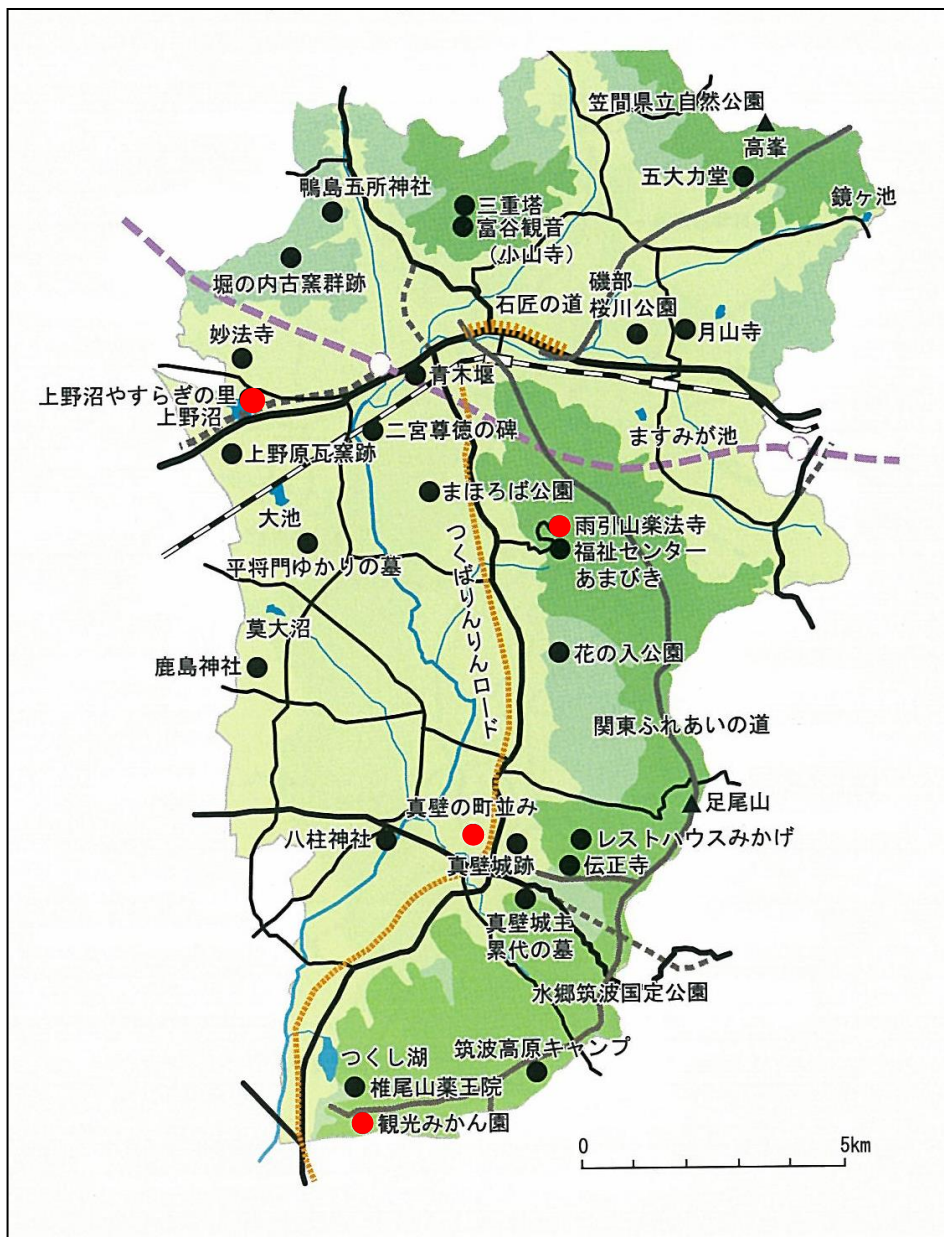 笠間県立自然公園
高峯
五大力堂
鏡ヶ池
鴨島五所神社
三重塔
富谷観音
(小山寺)
堀の内古窯群跡
石匠の道
磯部
桜川公園
月山寺
妙法寺
青木堰
上野沼やすらぎの里
上野沼
二宮尊徳の碑
ますみが池
上野原瓦窯跡
まほろば公園
大池
雨引山楽法寺
福祉センター
あまびき
平将門ゆかりの墓
つくばりんりんロード
莫大沼
鹿島神社
花の入公園
関東ふれあいの道
足尾山
真壁の町並み
八柱神社
レストハウスみかげ
真壁城跡
伝正寺
真壁城主
累代の墓
水郷筑波国定公園
つくし湖
筑波高原キャンプ
椎尾山薬王院
観光みかん園
0
5km